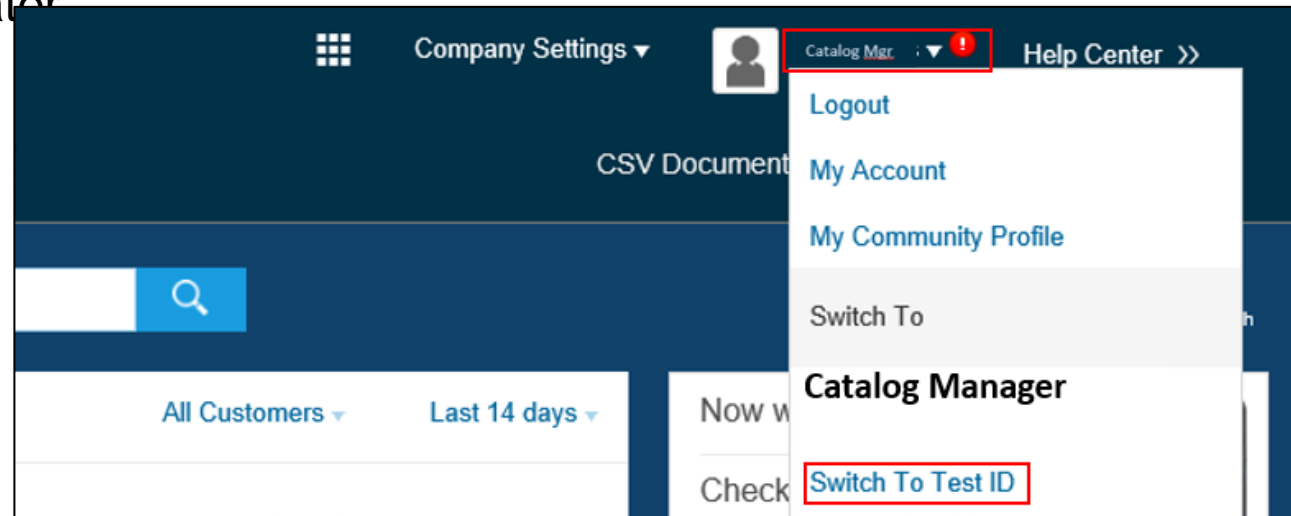 Company Settings
Catalog Mgr.
Help Center >>
Logout
CSV Document
My Account
My Community Profile
Switch To
Catalog Manager
All Customers
Last 14 days
Now w
Check
Switch To Test ID